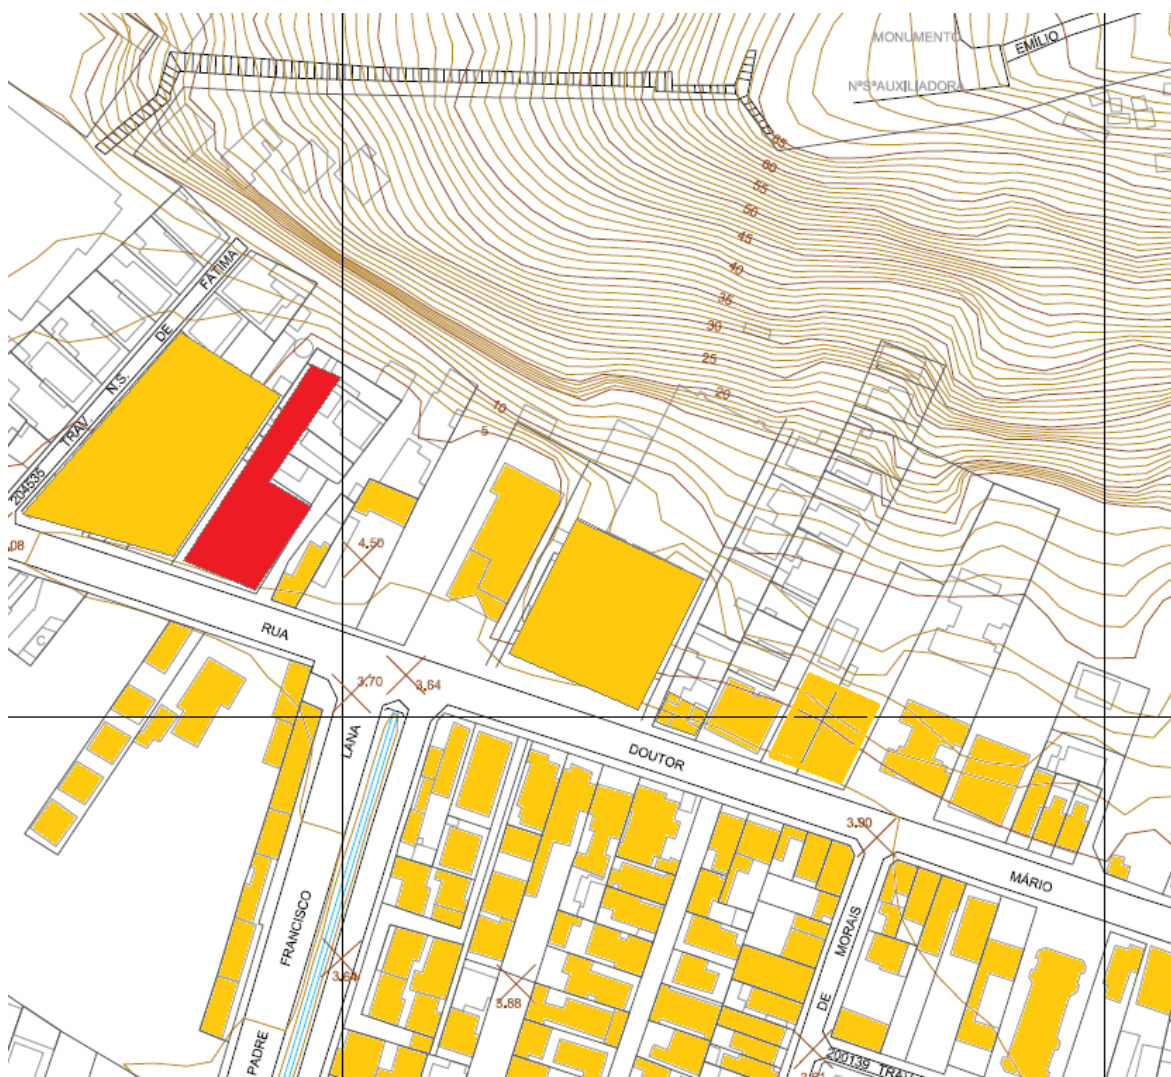 MONUMENTO
EMÍLIO
NªSªAUXILIADORA
65
60
55
50
45
40
35
30
25
20
10
5
FÁTIMA
DE
N.S.
TRAV.
204535
.08
4.50
RUA
C
3.70
3.64
LANA
DOUTOR
3.90
MÁRIO
MORAIS
FRANCISCO
3.64
3.88
DE
PADRE
200139 TRAV